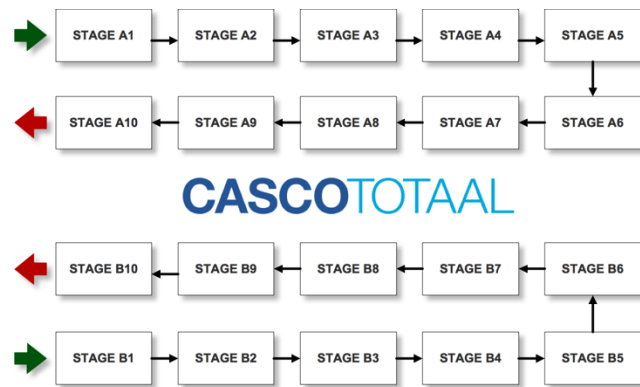 STAGE A1 STAGE A2 STAGE A3 STAGE A4 STAGE A5
STAGE A10 STAGE A9 STAGE A8 STAGE A7 STAGE A6
CASCOTOTAAL
STAGE B10 STAGE B9 STAGE B8 STAGE B7 STAGE B6
STAGE B1 STAGE B2 STAGE B3 STAGE B4 STAGE B5